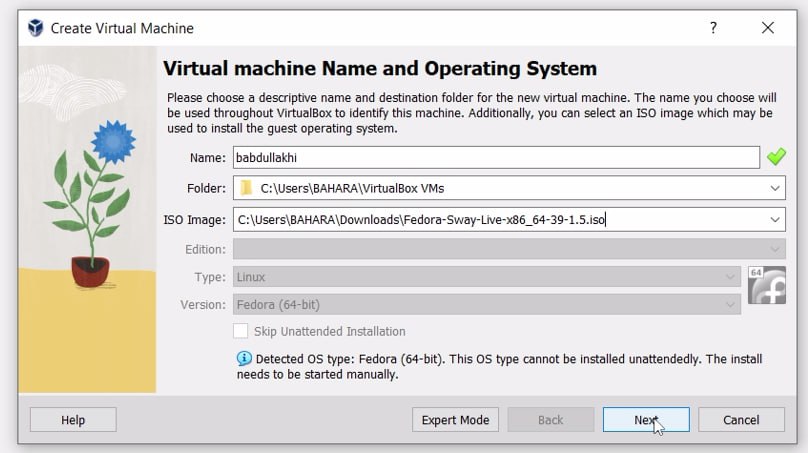 Create Virtual Machine
?
Virtual machine Name and Operating System
Please choose a descriptive name and destination folder for the new virtual machine. The name you choose will
be used throughout VirtualBox to identify this machine. Additionally, you can select an ISO image which may be
used to install the guest operating system.
Name: babdullakhi
Folder: C:\Users\BAHARA\VirtualBox VMs
ISO Image: C:\Users\BAHARA\Downloads\Fedora-Sway-Live-x86_64-39-1.5.iso
Edition:
Type: Linux
64
Version: Fedora (64-bit)
Skip Unattended Installation
Detected OS type: Fedora (64-bit). This OS type cannot be installed unattendedly. The install
needs to be started manually.
Help Expert Mode Back Next Cancel